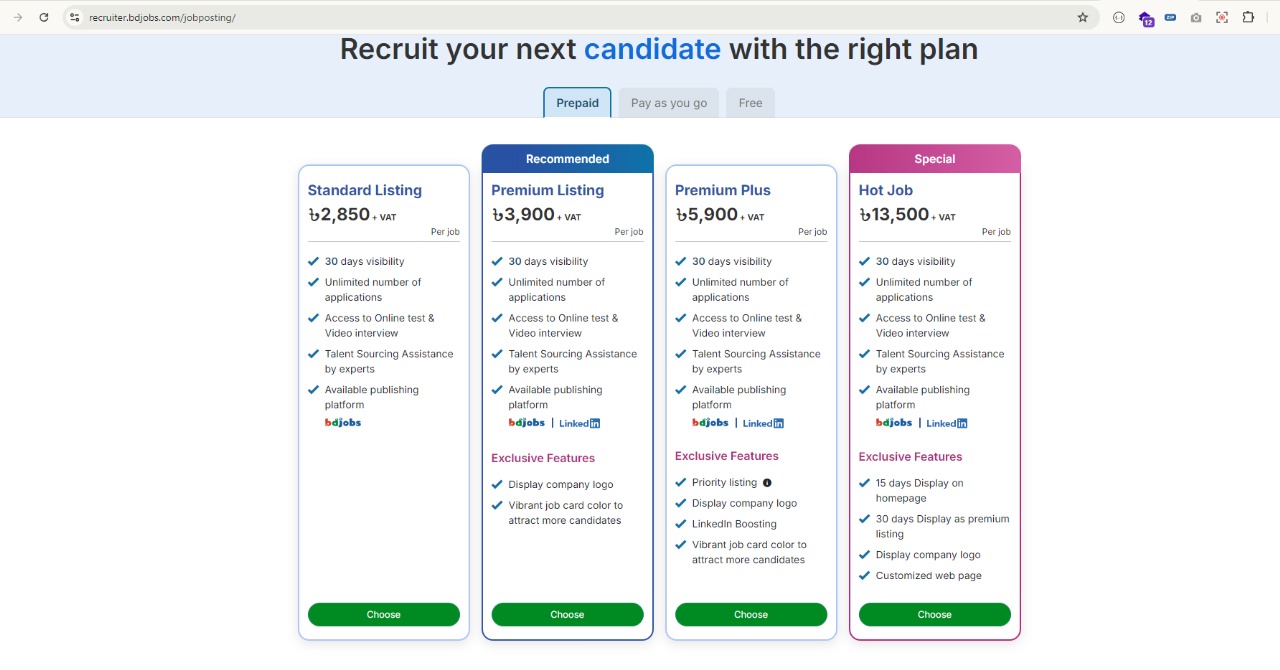 recruiter.bdjobs.com/jobposting/
12
ZIP
Recruit your next candidate with the right plan
Prepaid
Pay as you go
Free
Standard Listing
৳2,850 + VAT
Per job
30 days visibility
Unlimited number of
applications
Access to Online test &
Video interview
Talent Sourcing Assistance
by experts
Available publishing
platform
bdjobs
Choose
Recommended
Premium Listing
৳3,900 + VAT
Per job
30 days visibility
Unlimited number of
applications
Access to Online test &
Video interview
Talent Sourcing Assistance
by experts
Available publishing
platform
bdjobs | Linkedin
Exclusive Features
Display company logo
Vibrant job card color to
attract more candidates
Choose
Premium Plus
৳5,900 + VAT
Per job
30 days visibility
Unlimited number of
applications
Access to Online test &
Video interview
Talent Sourcing Assistance
by experts
Available publishing
platform
bdjobs | Linkedin
Exclusive Features
Priority listing
Display company logo
LinkedIn Boosting
Vibrant job card color to
attract more candidates
Choose
Special
Hot Job
৳13,500 + VAT
Per job
30 days visibility
Unlimited number of
applications
Access to Online test &
Video interview
Talent Sourcing Assistance
by experts
Available publishing
platform
bdjobs | Linkedin
Exclusive Features
15 days Display on
homepage
30 days Display as premium
listing
Display company logo
Customized web page
Choose